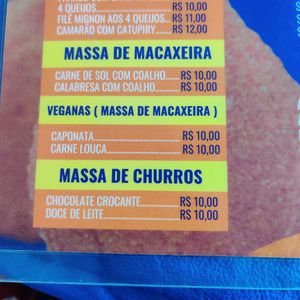 4 QUEIJOS........................R$ 10,00
FILÉ MIGNON AOS 4 QUEIJOS..R$ 11,00
CAMARÃO COM CATUPIRY........R$ 12,00
MASSA DE MACAXEIRA
CARNE DE SOL COM COALHO.....R$ 10,00
CALABRESA COM COALHO........R$ 10,00
VEGANAS ( MASSA DE MACAXEIRA )
CAPONATA........................R$ 10,00
CARNE LOUCA.....................R$ 10,00
MASSA DE CHURROS
CHOCOLATE CROCANTE..........R$ 10,00
DOCE DE LEITE...................R$ 10,00